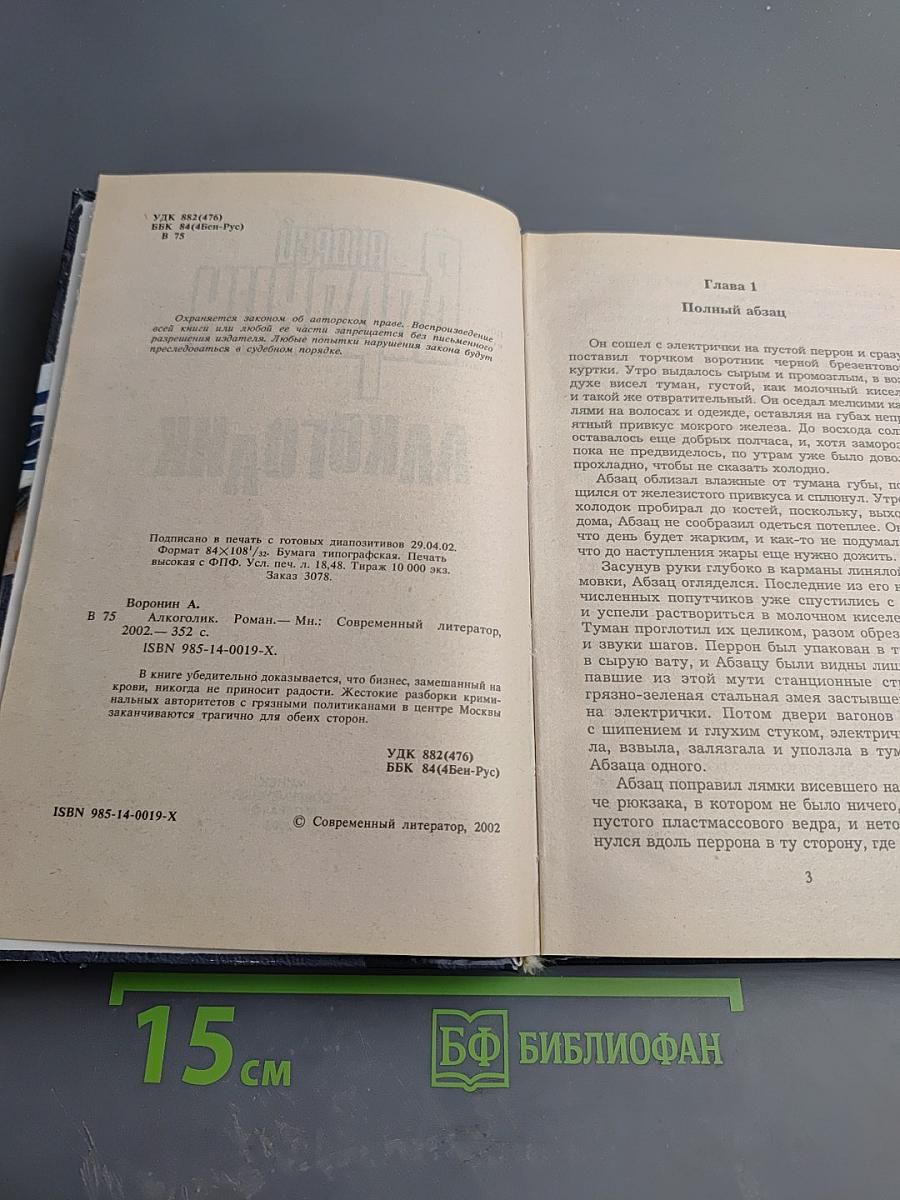 УДК 882(476)
ББК 84(4Беи-Рус)
В 75
Охраняется законом об авторском праве. Воспроизведение
всей книги или любой ее части запрещается без письменного
разрешения издателя. Любые попытки нарушения закона будут
преследоваться в судебном порядке.
Подписано в печать с готовых диапозитивов 29.04.02.
Формат 84×108¹/₃₂. Бумага типографская. Печать
высокая с ФПФ. Усл. печ. л. 18,48. Тираж 10 000 экз.
Заказ 3078.
Воронин А.
В 75 Алкоголик. Роман.— Мн.: Современный литератор,
2002.— 352 с.
ISBN 985-14-0019-X.
В книге убедительно доказывается, что бизнес, замешанный на
крови, никогда не приносит радости. Жестокие разборки крими-
нальных авторитетов с грязными политиканами в центре Москвы
заканчиваются трагично для обеих сторон.
УДК 882(476)
ББК 84(4Беи-Рус)
ISBN 985-14-0019-X
© Современный литератор, 2002
Глава 1
Полный абзац
Он сошел с электрички на пустой перрон и сразу
поставил торчком воротник черной брезентово
куртки. Утро выдалось сырым и промозглым, в во
духе висел туман, густой, как молочный кисел
и такой же отвратительный. Он оседал мелкими ка
лями на волосах и одежде, оставляя на губах непр
ятный привкус мокрого железа. До восхода сол
оставалось еще добрых полчаса, и, хотя замороз
пока не предвиделось, по утрам уже было довол
прохладно, чтобы не сказать холодно.
Абзац облизал влажные от тумана губы, по
щился от железистого привкуса и сплюнул. Утр
холодок пробирал до костей, поскольку, выхо
дома, Абзац не сообразил одеться потеплее. Он
что день будет жарким, и как-то не подумал
что до наступления жары еще нужно дожить.
Засунув руки глубоко в карманы линялой
мовки, Абзац огляделся. Последние из его н
численных попутчиков уже спустились с
и успели раствориться в молочном киселе
Туман проглотил их целиком, разом обрез
и звуки шагов. Перрон был упакован в т
в сырую вату, и Абзацу были видны лиш
павшие из этой мути станционные ст
грязно-зеленая стальная змея застывше
на электрички. Потом двери вагонов
с шипением и глухим стуком, электрич
ла, взвыла, залязгала и уползла в тум
Абзаца одного.
Абзац поправил лямки висевшего на
че рюкзака, в котором не было ничего,
пустого пластмассового ведра, и нето
нулся вдоль перрона в ту сторону, где
3
15 см
БФ БИБЛИОФАН